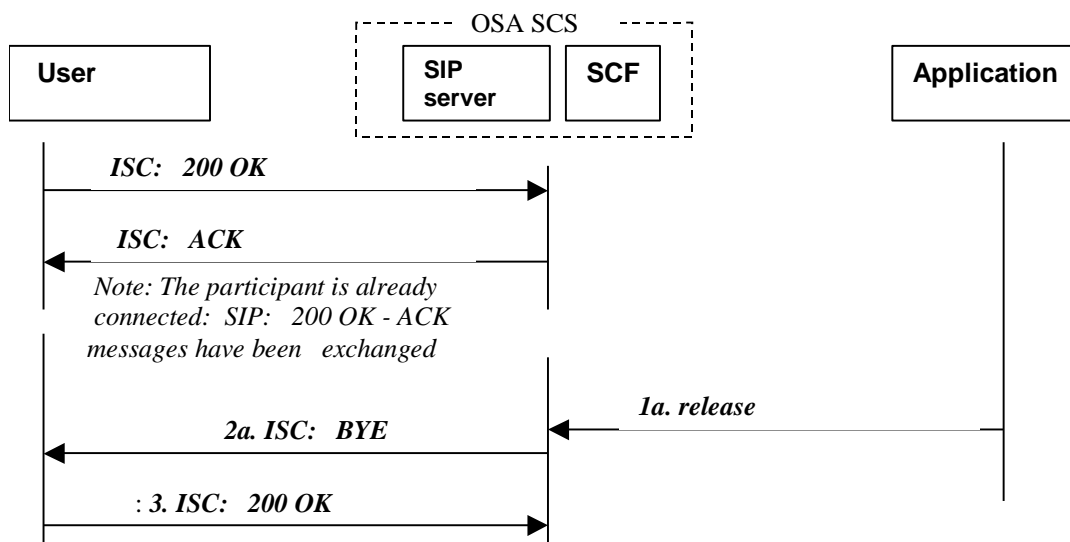 OSA SCS
User
SIP
server
SCF
Application
ISC: 200 OK
ISC: ACK
Note: The participant is already
connected: SIP: 200 OK - ACK
messages have been exchanged
1a. release
2a. ISC: BYE
: 3. ISC: 200 OK